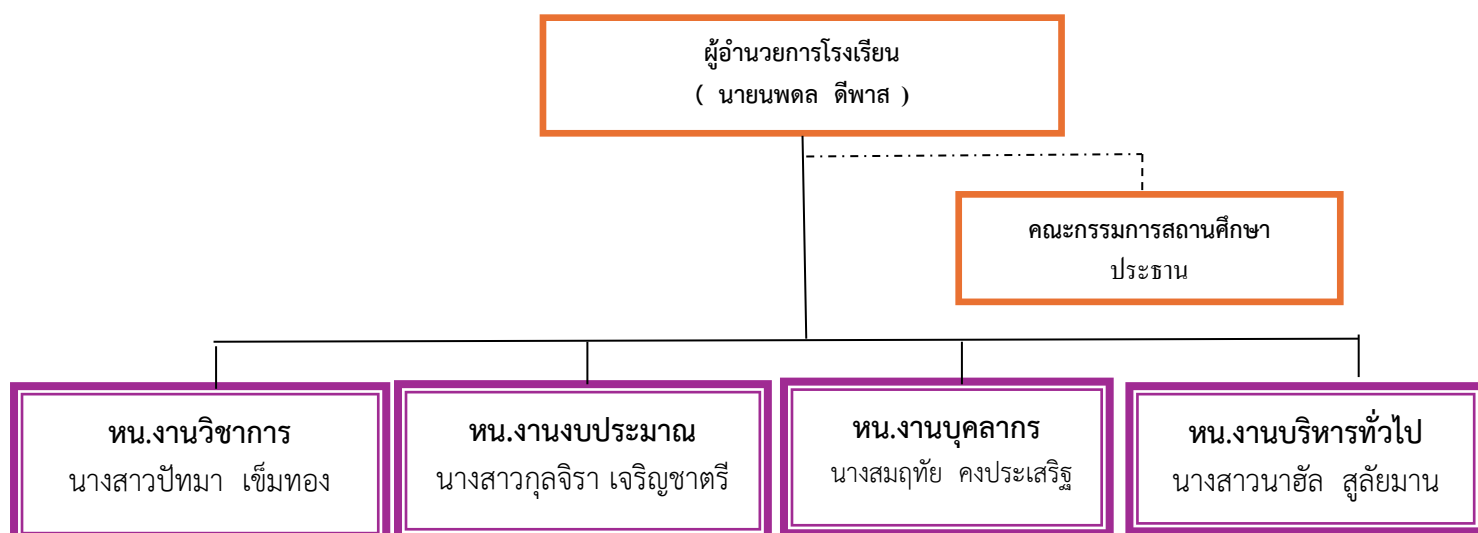 ผู้อำนวยการโรงเรียน
( นายนพดล ดีพาส )
คณะกรรมการสถานศึกษา
ประธาน
หน.งานวิชาการ
นางสาวปัทมา เข็มทอง
หน.งานงบประมาณ
นางสาวกุลจิรา เจริญชาตรี
หน.งานบุคลากร
นางสมฤทัย คงประเสริฐ
หน.งานบริหารทั่วไป
นางสาวนาฮัล สูลัยมาน